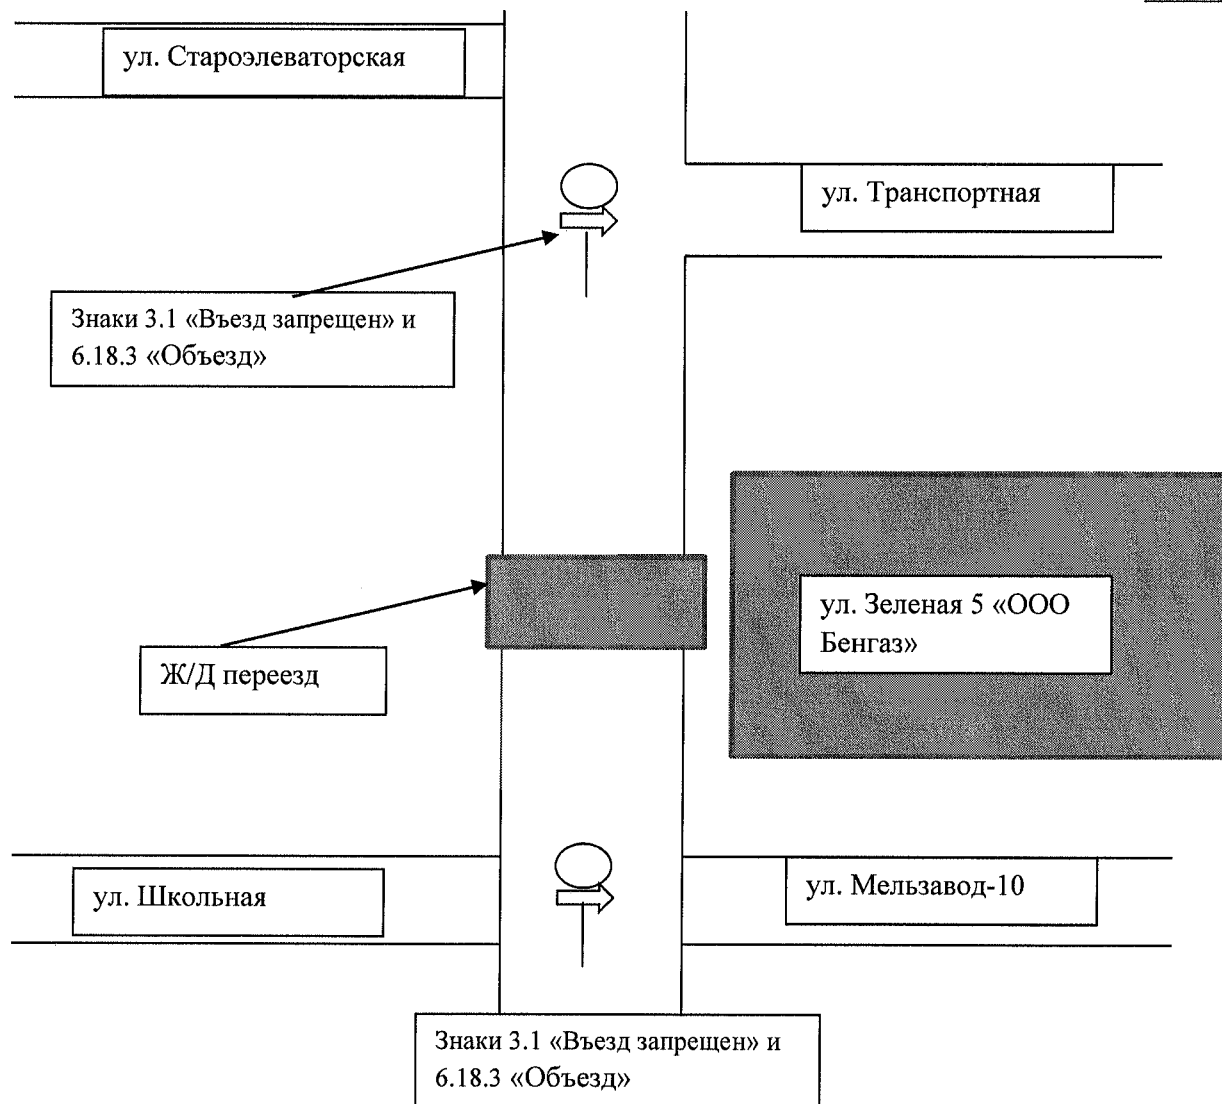 ул. Староэлеваторская
ул. Транспортная
Знаки 3.1 «Въезд запрещен» и
6.18.3 «Объезд»
ул. Зеленая 5 «ООО
Бенгаз»
Ж/Д переезд
ул. Школьная
ул. Мельзавод-10
Знаки 3.1 «Въезд запрещен» и
6.18.3 «Объезд»